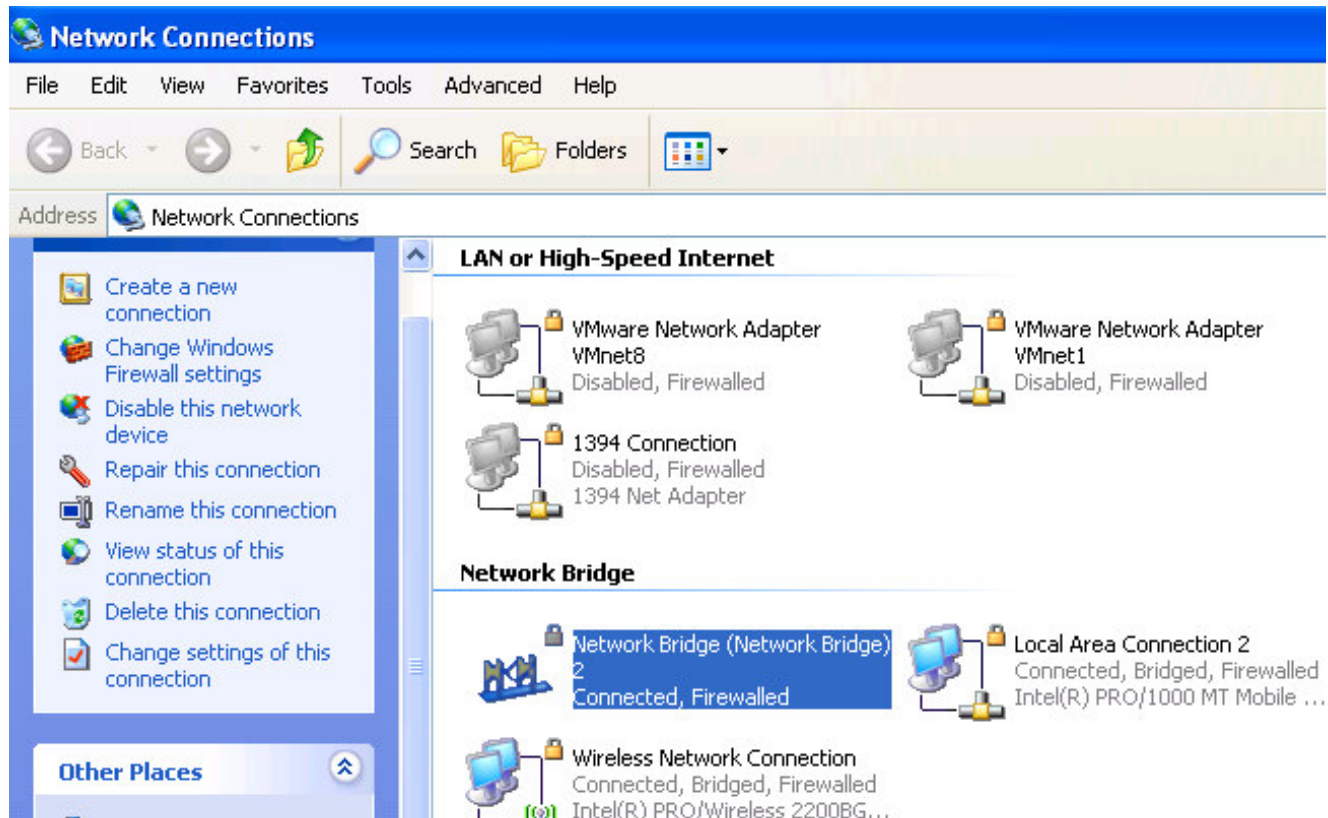 Network Connections
File Edit View Favorites Tools Advanced Help
Back Search Folders
Address Network Connections
Create a new
connection
Change Windows
Firewall settings
Disable this network
device
Repair this connection
Rename this connection
View status of this
connection
Delete this connection
Change settings of this
connection
Other Places
LAN or High-Speed Internet
VMware Network Adapter
VMnet8
Disabled, Firewalled
VMware Network Adapter
VMnet1
Disabled, Firewalled
1394 Connection
Disabled, Firewalled
1394 Net Adapter
Network Bridge
Network Bridge (Network Bridge)
2
Connected, Firewalled
Local Area Connection 2
Connected, Bridged, Firewalled
Intel(R) PRO/1000 MT Mobile ...
Wireless Network Connection
Connected, Bridged, Firewalled
Intel(R) PRO/Wireless 2200BG...